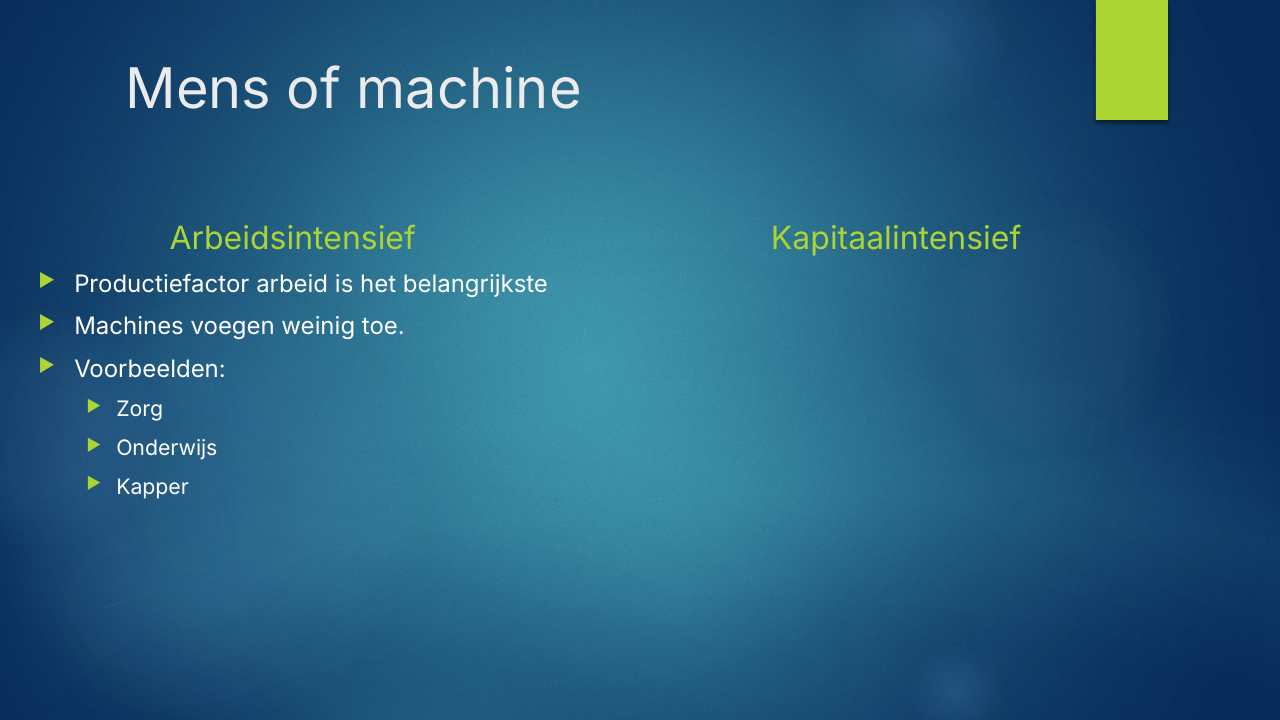 Mens of machine
Arbeidsintensief
Productiefactor arbeid is het belangrijkste
Machines voegen weinig toe.
Voorbeelden:
Zorg
Onderwijs
Kapper
Kapitaalintensief